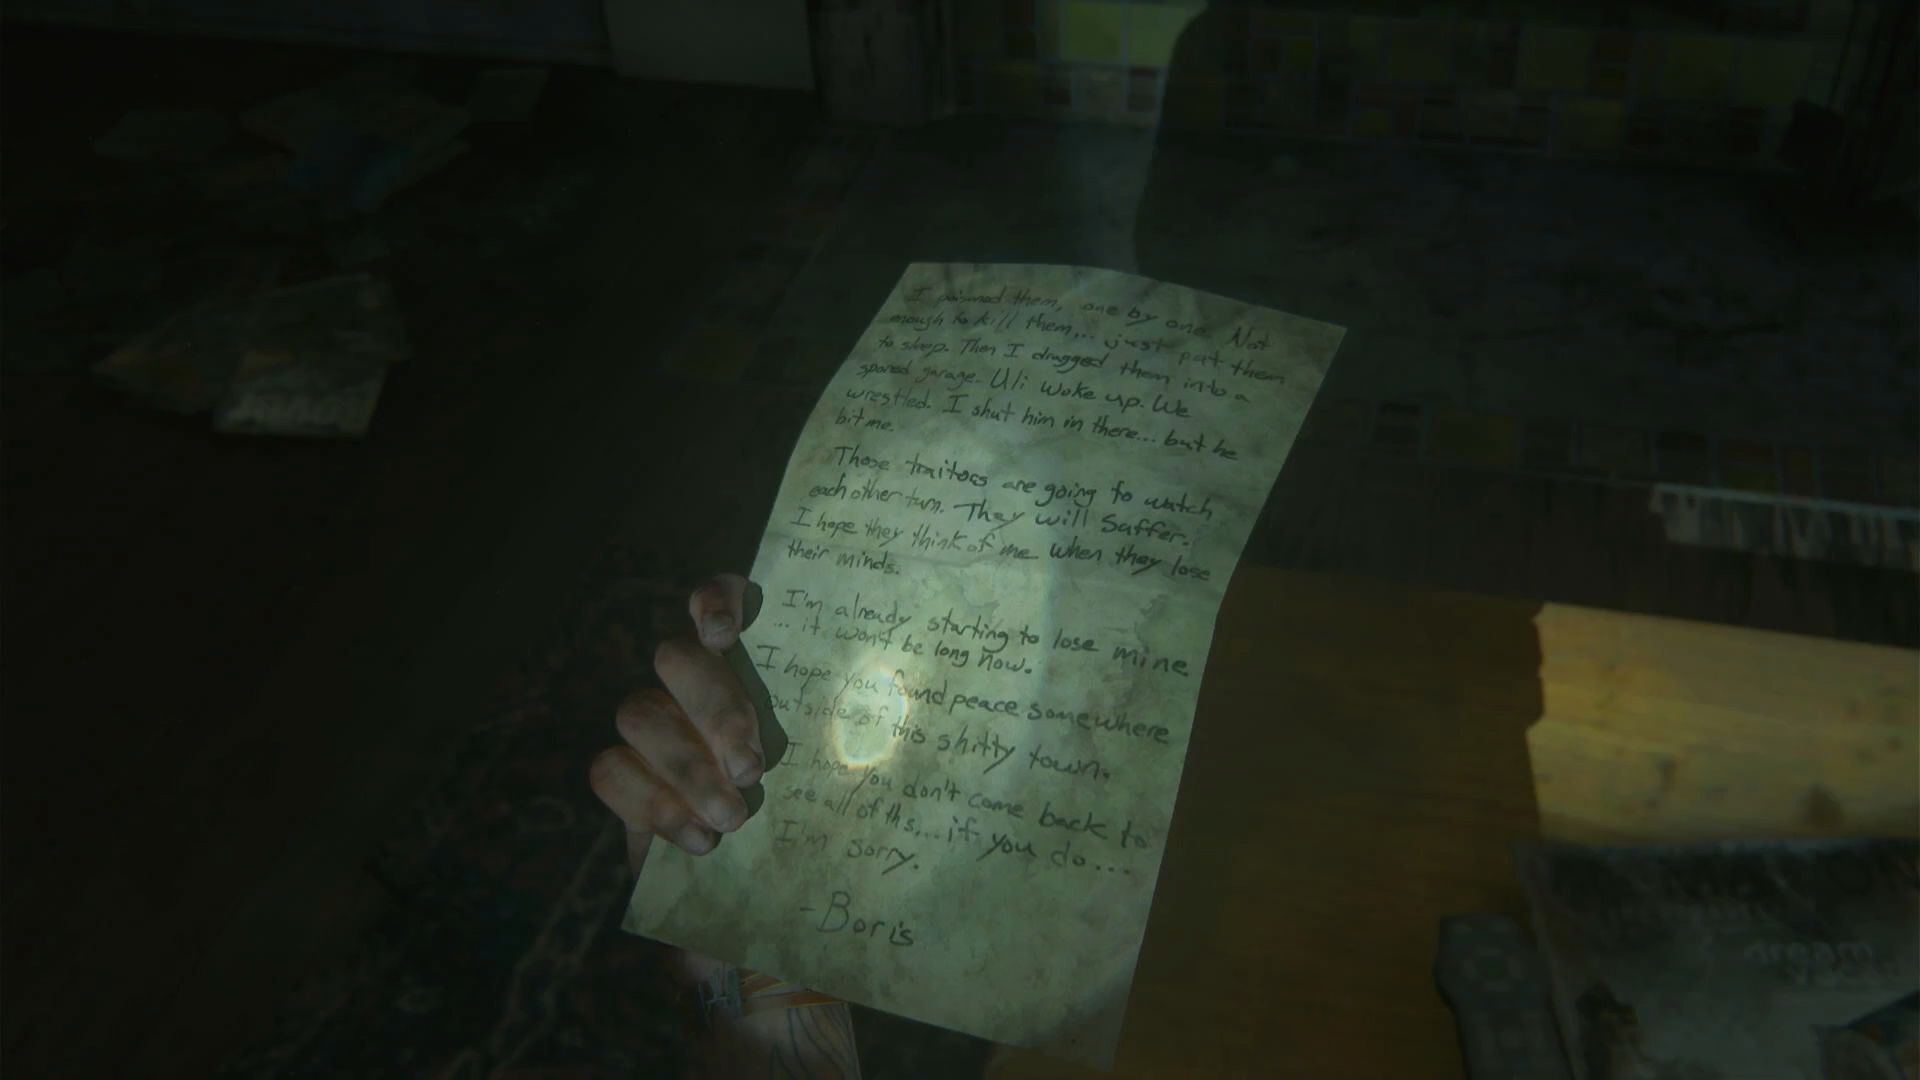 I poisoned them, one by one. Not
enough to kill them... just put them
to sleep. Then I dragged them into a
spored garage. Uli woke up. We
wrestled. I shut him in there... but he
bit me.
Those traitors are going to watch
each other turn. They will suffer.
I hope they think of me when they lose
their minds.
I'm already starting to lose mine
... it won't be long now.
I hope you found peace somewhere
outside of this shitty town.
I hope you don't come back to
see all of ths... if you do...
I'm sorry.
-Boris
dream